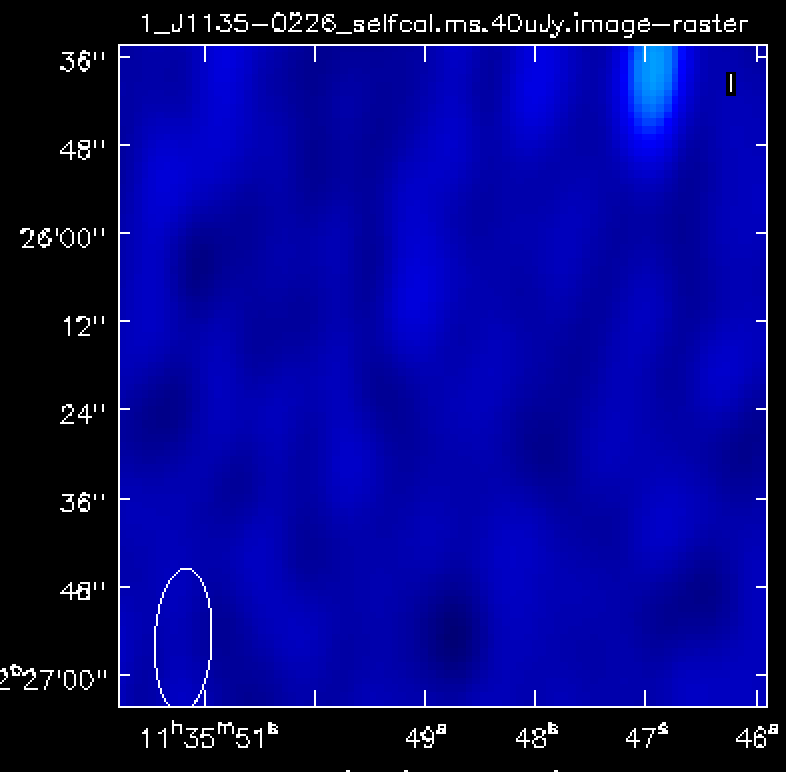 1_J1135-0226_selfcal.ms.40uJy.image-raster
I
36"
48"
26'00"
12"
24"
36"
48"
27'00"
11h35m51s 49s 48s 47s 46s